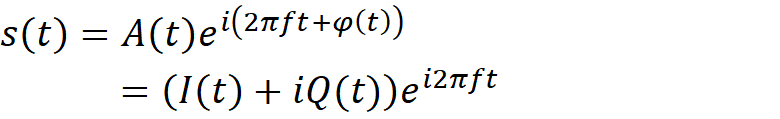 s(t) = A(t)e^{i(2πft+φ(t))}
= (I(t) + iQ(t))e^{i2πft}